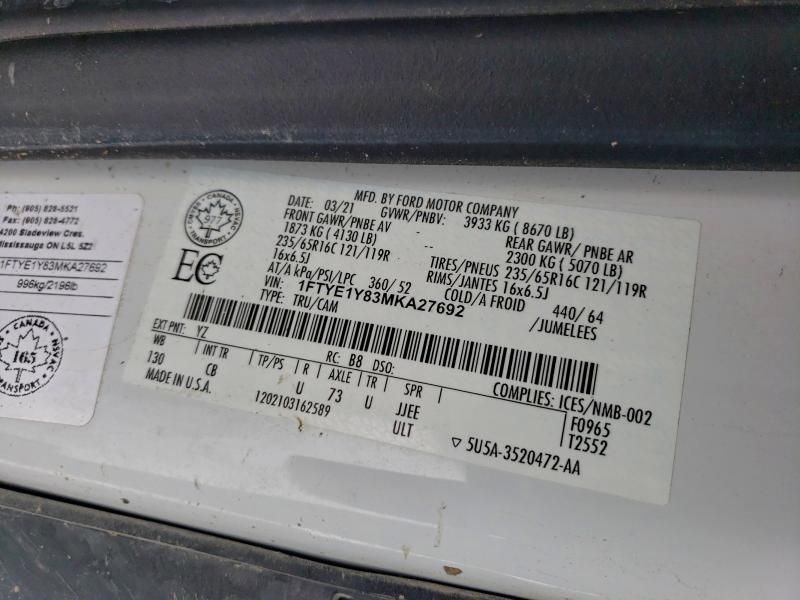 Ph: (905) 828-5521
Fax: (905) 828-4772
4200 Sladeview Cres.
Mississauga ON L5L 5Z2
1FTYE1Y83MKA27692
996kg/2196lb
CANADA
165
TRANSPORT
NSVAC
CANADA
NSVAC
977
TRANSPORT
MFD. BY FORD MOTOR COMPANY
DATE: 03/21 GVWR/PNBV: 3933 KG ( 8670 LB)
FRONT GAWR/PNBE AV REAR GAWR/ PNBE AR
1873 KG ( 4130 LB) 2300 KG ( 5070 LB)
235/65R16C 121/119R TIRES/PNEUS 235/65R16C 121/119R
16x6.5J RIMS/JANTES 16x6.5J
AT/A kPa/PSI/LPC 360/ 52 COLD/A FROID 440/ 64
VIN: 1FTYE1Y83MKA27692 /JUMELEES
TYPE: TRU/CAM
EXT PNT: YZ RC: B8 DSO:
WB INT TR TP/PS R AXLE TR SPR
130 CB U 73 U JJEE
ULT
COMPLIES: ICES/NMB-002
F0965
T2552
MADE IN U.S.A. 1202103162589
5U5A-3520472-AA
EC